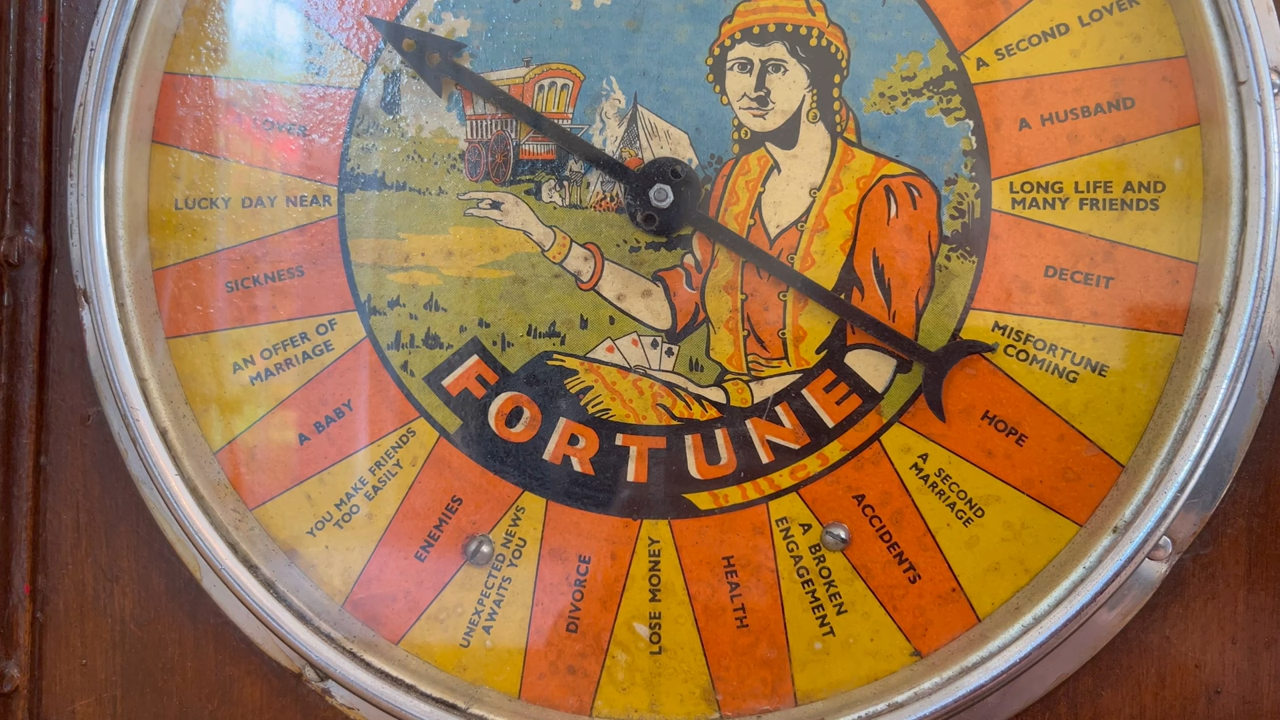 A SECOND LOVER
A HUSBAND
LONG LIFE AND
MANY FRIENDS
DECEIT
MISFORTUNE
COMING
HOPE
A SECOND
MARRIAGE
ACCIDENTS
A BROKEN
ENGAGEMENT
HEALTH
LOSE MONEY
DIVORCE
UNEXPECTED NEWS
AWAITS YOU
ENEMIES
YOU MAKE FRIENDS
TOO EASILY
A BABY
AN OFFER OF
MARRIAGE
SICKNESS
LUCKY DAY NEAR
FORTUNE